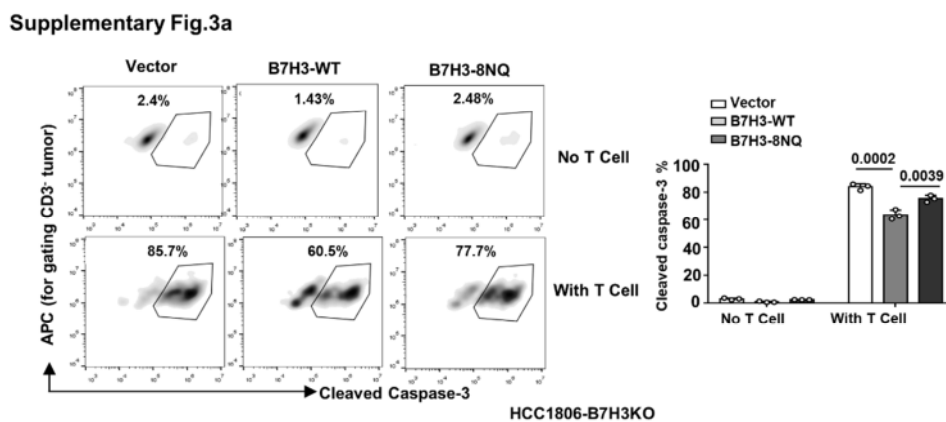 Supplementary Fig.3a
Vector
B7H3-WT
B7H3-8NQ
2.4%
1.43%
2.48%
No T Cell
85.7%
60.5%
77.7%
With T Cell
APC (for gating CD3⁻ tumor)
Cleaved Caspase-3
HCC1806-B7H3KO
Vector
B7H3-WT
B7H3-8NQ
0.0002
0.0039
Cleaved caspase-3 %
100
80
60
40
20
0
No T Cell
With T Cell